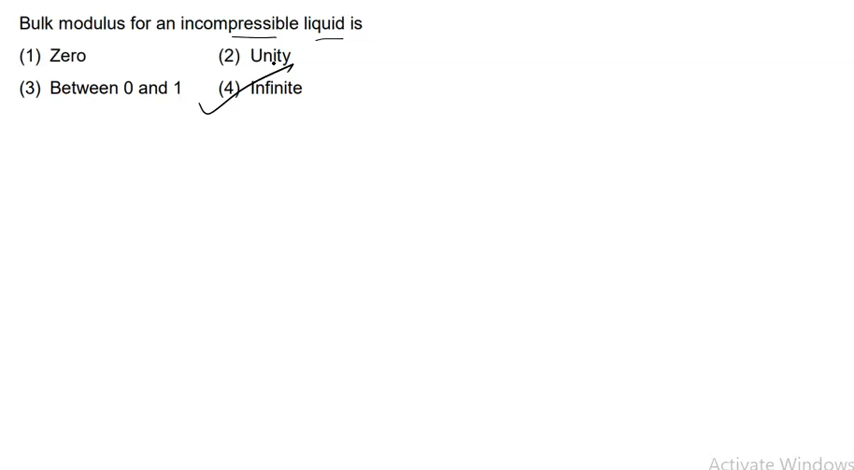 Bulk modulus for an incompressible liquid is
(1) Zero (2) Unity
(3) Between 0 and 1 (4) Infinite
Activate Windows